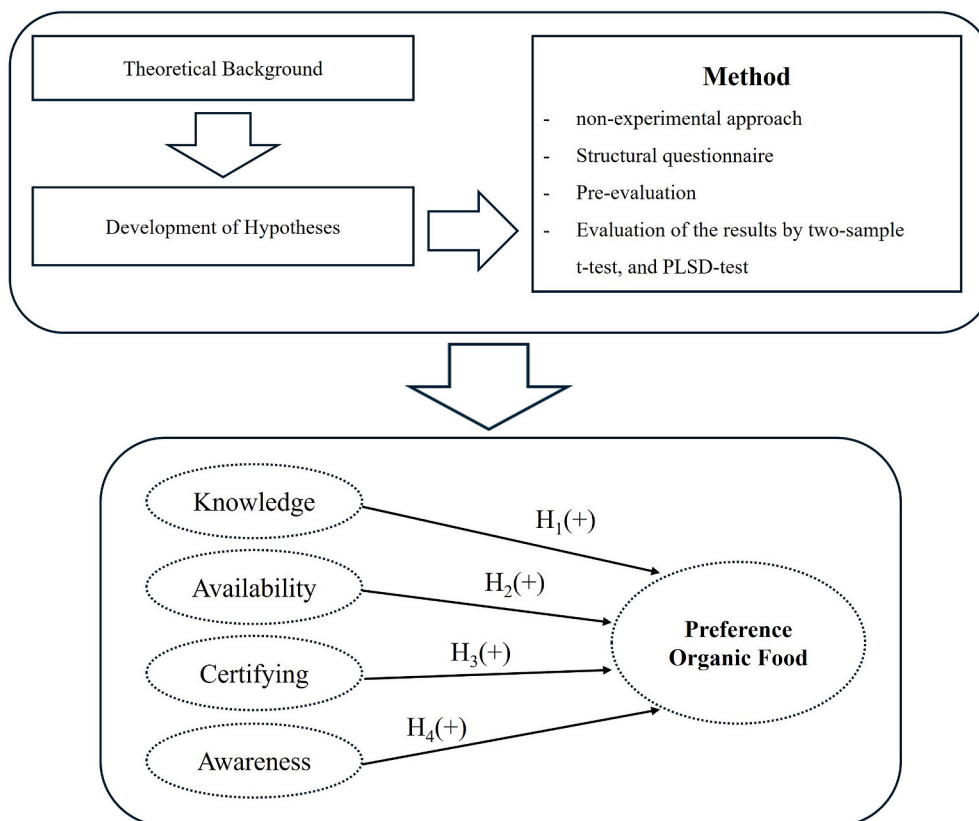 Theoretical Background
Development of Hypotheses
Method
- non-experimental approach
- Structural questionnaire
- Pre-evaluation
- Evaluation of the results by two-sample
t-test, and PLSD-test
Knowledge
H₁(+)
Availability
H₂(+)
Certifying
H₃(+)
Awareness
H₄(+)
Preference
Organic Food